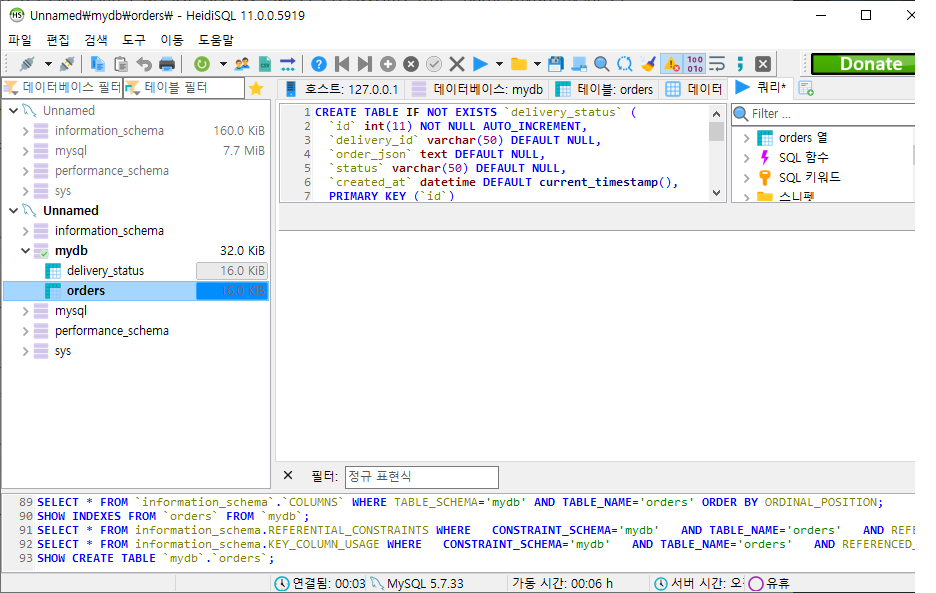 Unnamed₩mydb₩orders₩ - HeidiSQL 11.0.0.5919
파일 편집 검색 도구 이동 도움말
Donate
데이터베이스 필터 테이블 필터
호스트: 127.0.0.1 데이터베이스: mydb 테이블: orders 데이터 쿼리*
Unnamed
information_schema 160.0 KiB
mysql 7.7 MiB
performance_schema
sys
Unnamed
information_schema
mydb 32.0 KiB
delivery_status 16.0 KiB
orders 16.0 KiB
mysql
performance_schema
sys
1 CREATE TABLE IF NOT EXISTS `delivery_status` (
2 `id` int(11) NOT NULL AUTO_INCREMENT,
3 `delivery_id` varchar(50) DEFAULT NULL,
4 `order_json` text DEFAULT NULL,
5 `status` varchar(50) DEFAULT NULL,
6 `created_at` datetime DEFAULT current_timestamp(),
7 PRIMARY KEY (`id`)
Filter ...
orders 열
SQL 함수
SQL 키워드
스니펫
필터: 정규 표현식
89 SELECT * FROM `information_schema`.`COLUMNS` WHERE TABLE_SCHEMA='mydb' AND TABLE_NAME='orders' ORDER BY ORDINAL_POSITION;
90 SHOW INDEXES FROM `orders` FROM `mydb`;
91 SELECT * FROM information_schema.REFERENTIAL_CONSTRAINTS WHERE CONSTRAINT_SCHEMA='mydb' AND TABLE_NAME='orders' AND REFE
92 SELECT * FROM information_schema.KEY_COLUMN_USAGE WHERE CONSTRAINT_SCHEMA='mydb' AND TABLE_NAME='orders' AND REFERENCED_
93 SHOW CREATE TABLE `mydb`.`orders`;
연결됨: 00:03 MySQL 5.7.33 가동 시간: 00:06 h 서버 시간: 유휴